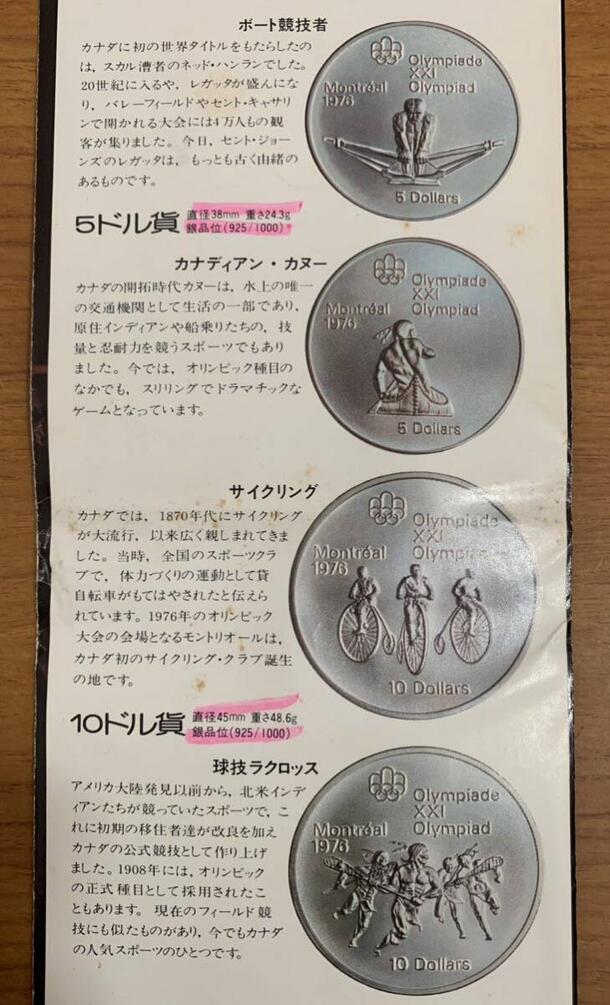 ボート競技者
カナダに初の世界タイトルをもたらしたの
は, スカル漕者のネッド・ハンランでした。
20世紀に入るや, レガッタが盛んにな
り, バレーフィールドやセント・キャサリ
ンで開かれる大会には4万人もの観
客が集りました。今日, セント・ジョー
ンズのレガッタは, もっとも古く由緒の
あるものです。
Olympiade
XXI
Olympiad
Montréal
1976
5 Dollars
5ドル貨 直径38mm 重さ24.3g
銀品位(925/1000)
カナディアン・カヌー
カナダの開拓時代カヌーは, 水上の唯一
の交通機関として生活の一部であり,
原住インディアンや船乗りたちの, 技
量と忍耐力を競うスポーツでもあり
ました。今では, オリンピック種目の
なかでも, スリリングでドラマチックな
ゲームとなっています。
Olympiade
XXI
Olympiad
Montréal
1976
5 Dollars
サイクリング
カナダでは, 1870年代にサイクリング
が大流行, 以来広く親しまれてきま
した。当時, 全国のスポーツクラ
ブで, 体力づくりの運動として貸
自転車がもてはやされたと伝えら
れています。1976年のオリンピック
大会の会場となるモントリオールは,
カナダ初のサイクリング・クラブ誕生
の地です。
Olympiade
XXI
Olympiad
Montréal
1976
10 Dollars
10ドル貨 直径45mm 重さ48.6g
銀品位(925/1000)
球技ラクロッス
アメリカ大陸発見以前から, 北米インデ
ィアンたちが競っていたスポーツで, こ
れに初期の移住者達が改良を加え
カナダの公式競技として作り上げ
ました。1908年には, オリンピック
の正式種目として採用されたこ
ともあります。現在のフィールド競
技にも似たものがあり, 今でもカナダ
の人気スポーツのひとつです。
Olympiade
XXI
Olympiad
Montréal
1976
10 Dollars